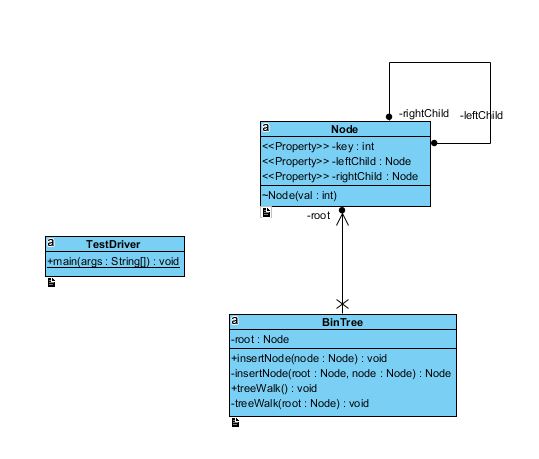 -rightChild
-leftChild
a
Node
<<Property>> -key : int
<<Property>> -leftChild : Node
<<Property>> -rightChild : Node
~Node(val : int)
-root
a
TestDriver
+main(args : String[]) : void
a
BinTree
-root : Node
+insertNode(node : Node) : void
-insertNode(root : Node, node : Node) : Node
+treeWalk() : void
-treeWalk(root : Node) : void